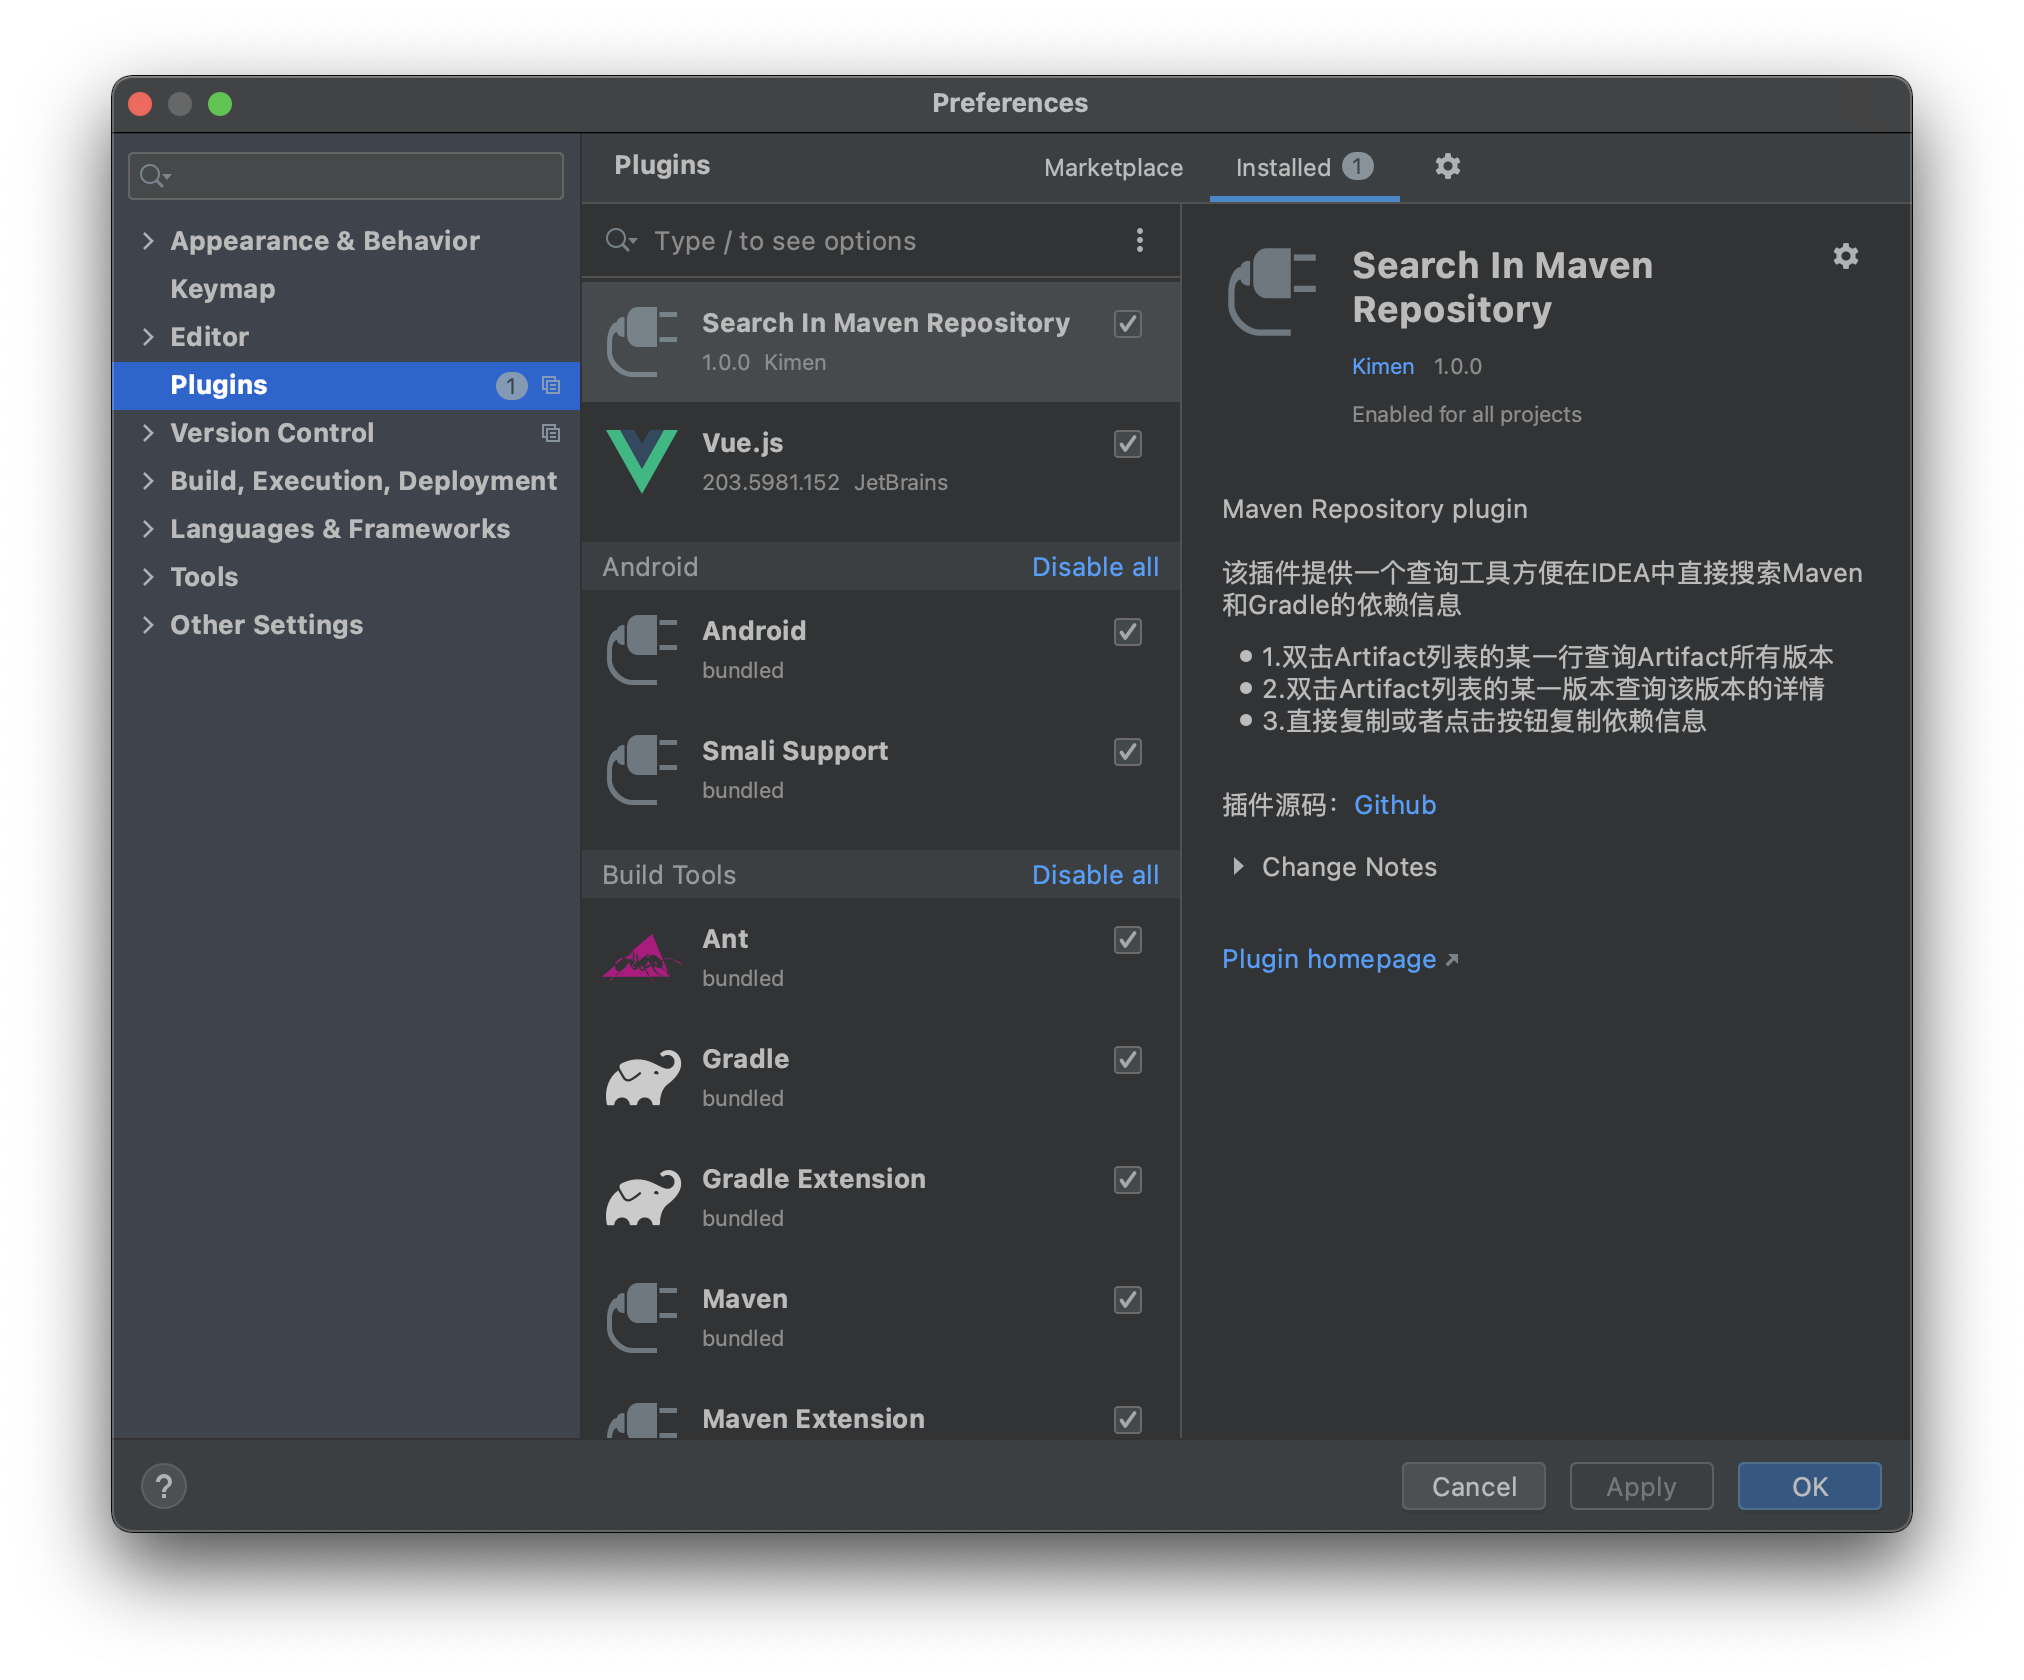 Preferences
Appearance & Behavior
Keymap
Editor
Plugins 1
Version Control
Build, Execution, Deployment
Languages & Frameworks
Tools
Other Settings
Plugins
Marketplace
Installed 1
Type / to see options
Search In Maven Repository
1.0.0 Kimen
Vue.js
203.5981.152 JetBrains
Android Disable all
Android
bundled
Smali Support
bundled
Build Tools Disable all
Ant
bundled
Gradle
bundled
Gradle Extension
bundled
Maven
bundled
Maven Extension
Search In Maven
Repository
Kimen 1.0.0
Enabled for all projects
Maven Repository plugin
该插件提供一个查询工具方便在IDEA中直接搜索Maven
和Gradle的依赖信息
1.双击Artifact列表的某一行查询Artifact所有版本
2.双击Artifact列表的某一版本查询该版本的详情
3.直接复制或者点击按钮复制依赖信息
插件源码：Github
Change Notes
Plugin homepage
?
Cancel
Apply
OK